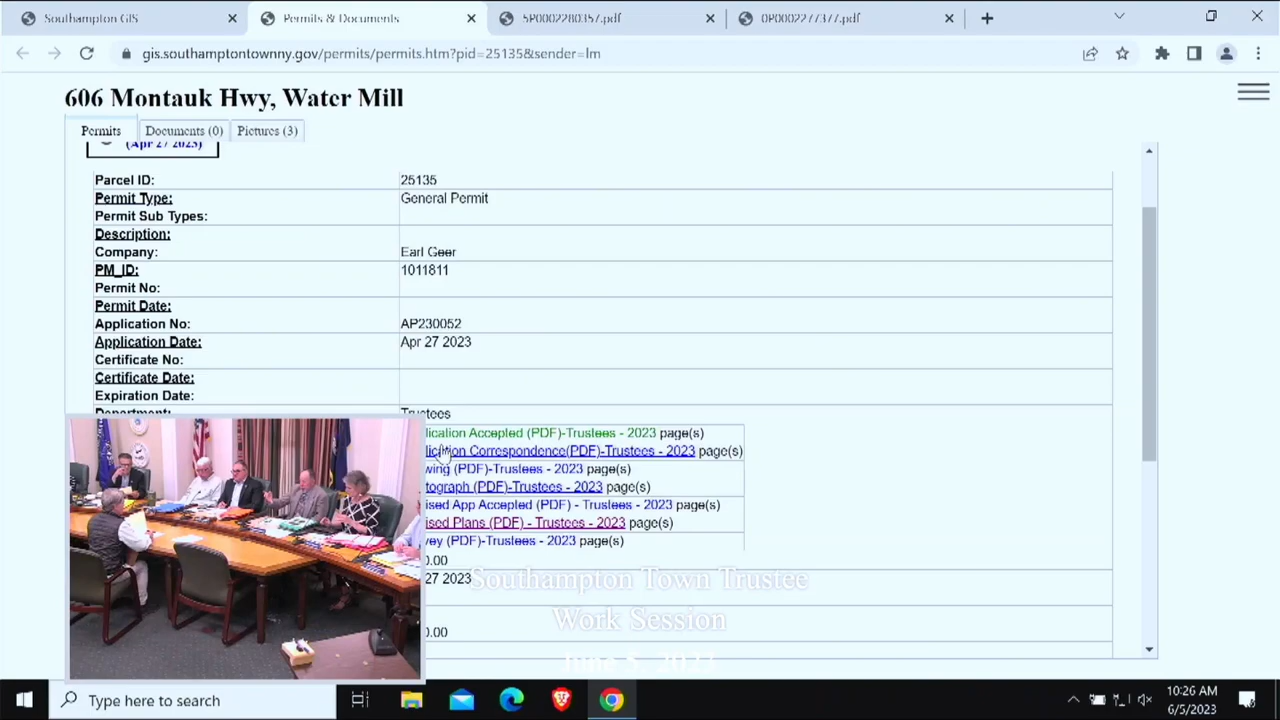 Southampton GIS
Permits & Documents
5P0002280357.pdf
0P0002277377.pdf
gis.southamptontownny.gov/permits/permits.htm?pid=25135&sender=lm
606 Montauk Hwy, Water Mill
Permits Documents (0) Pictures (3)
(Apr 27 2023)
Parcel ID: 25135
Permit Type: General Permit
Permit Sub Types:
Description:
Company: Earl Geer
PM_ID: 1011811
Permit No:
Permit Date:
Application No: AP230052
Application Date: Apr 27 2023
Certificate No:
Certificate Date:
Expiration Date:
Department: Trustees
lication Accepted (PDF)-Trustees - 2023 page(s)
lication Correspondence(PDF)-Trustees - 2023 page(s)
wing (PDF)-Trustees - 2023 page(s)
tograph (PDF)-Trustees - 2023 page(s)
ised App Accepted (PDF) - Trustees - 2023 page(s)
ised Plans (PDF) - Trustees - 2023 page(s)
vey (PDF)-Trustees - 2023 page(s)
0.00
27 2023
0.00
Southampton Town Trustee
Work Session
Type here to search
10:26 AM
6/5/2023